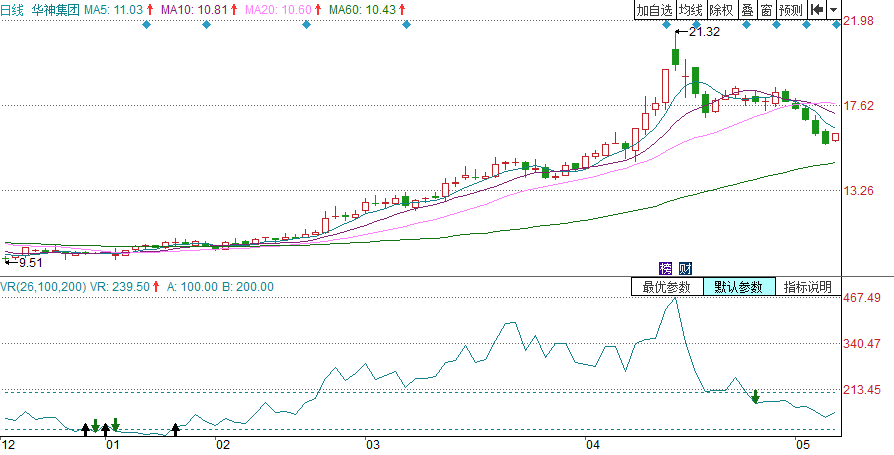 日线 华神集团 MA5: 11.03 MA10: 10.81 MA20: 10.60 MA60: 10.43 加自选 均线 除权 叠 窗 预测
21.98
21.32
17.62
13.26
9.51
榜 财
VR(26,100,200) VR: 239.50 A: 100.00 B: 200.00 最优参数 默认参数 指标说明
467.49
340.47
213.45
12 01 02 03 04 05